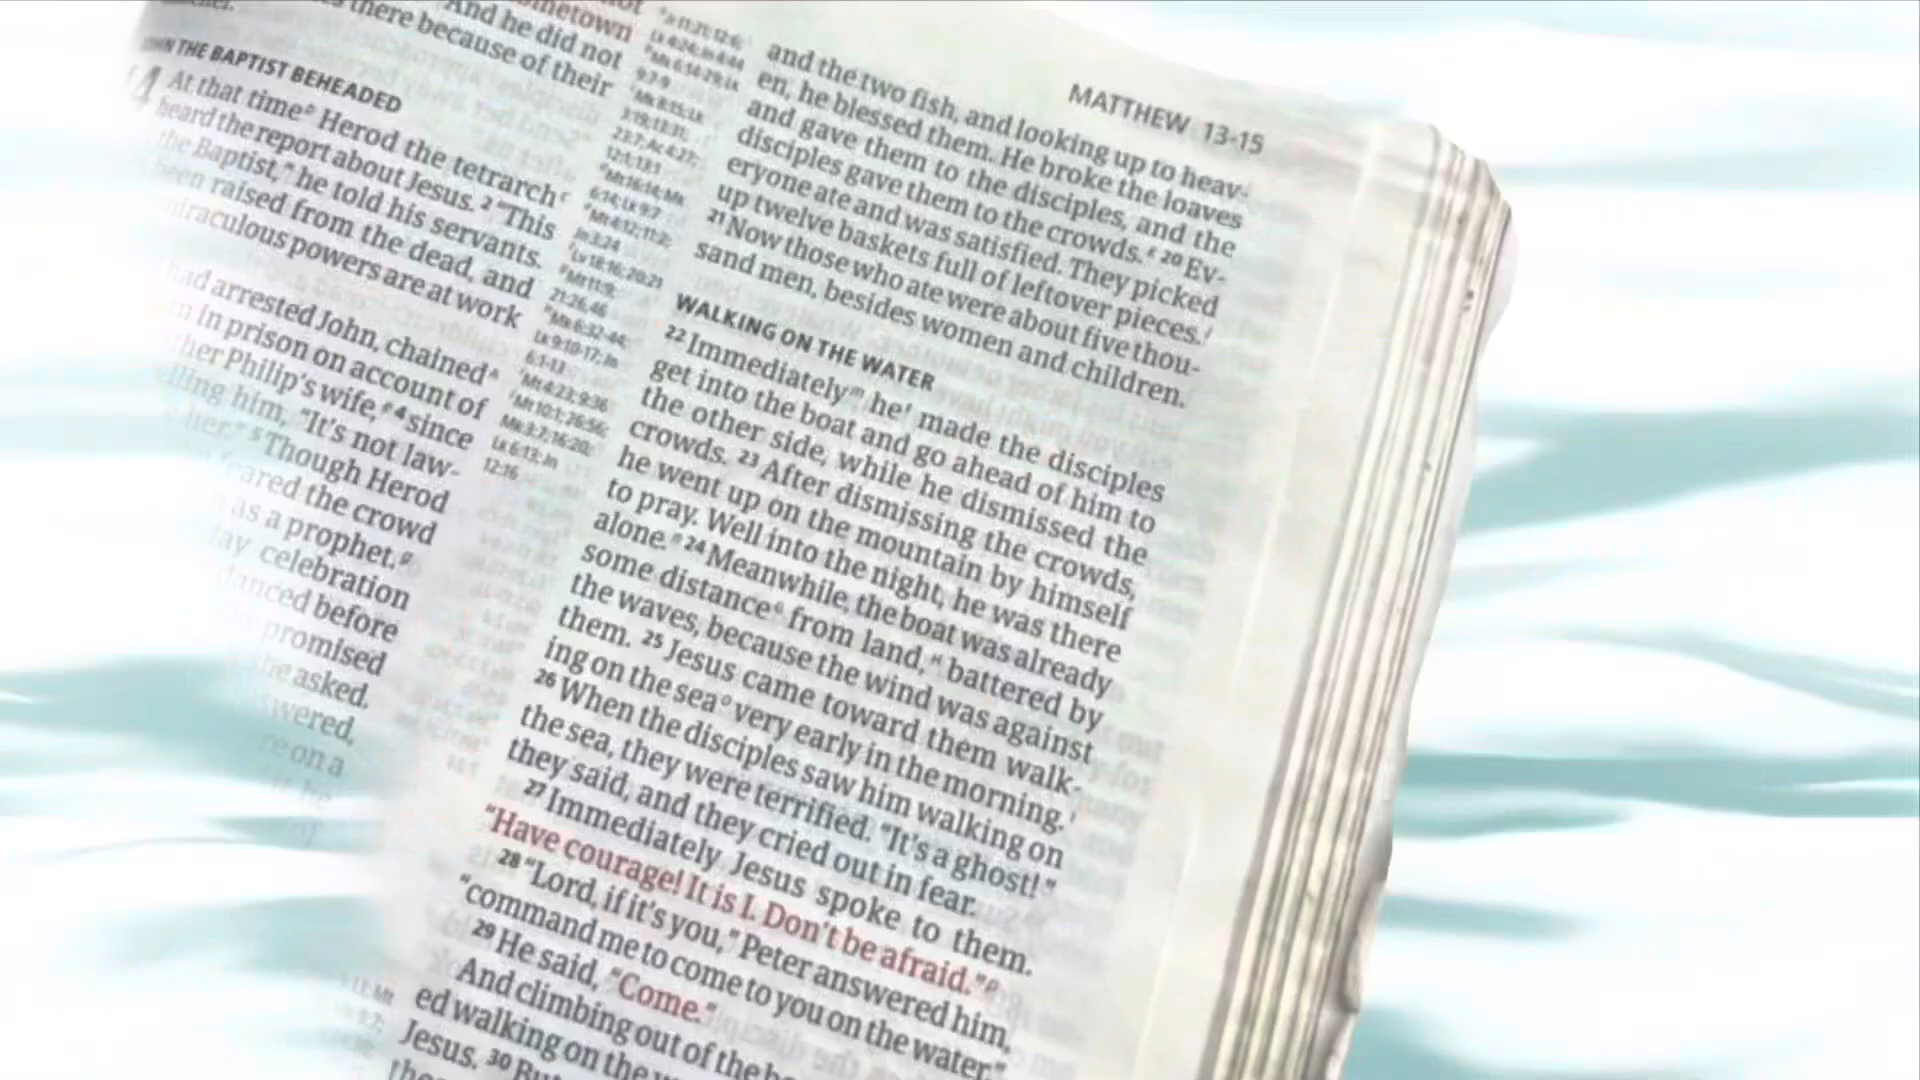 And he did not
there because of their
THE BAPTIST BEHEADED
At that time Herod the tetrarch
heard the report about Jesus. 2 "This
the Baptist," he told his servants.
been raised from the dead, and
miraculous powers are at work
had arrested John, chained
in prison on account of
Philip's wife, 4 since
telling him, "It's not law-
her." 5 Though Herod
feared the crowd
as a prophet.
celebration
danced before
promised
she asked.
MATTHEW 13-15
and the two fish, and looking up to heav-
en, he blessed them. He broke the loaves
and gave them to the disciples, and the
disciples gave them to the crowds. 20 Ev-
eryone ate and was satisfied. They picked
up twelve baskets full of leftover pieces.
21 Now those who ate were about five thou-
sand men, besides women and children.
WALKING ON THE WATER
22 Immediately he made the disciples
get into the boat and go ahead of him to
the other side, while he dismissed the
crowds. 23 After dismissing the crowds,
he went up on the mountain by himself
to pray. Well into the night, he was there
alone. 24 Meanwhile, the boat was already
some distance from land, battered by
the waves, because the wind was against
them. 25 Jesus came toward them walk-
ing on the sea very early in the morning.
26 When the disciples saw him walking on
the sea, they were terrified. "It's a ghost!"
they said, and they cried out in fear.
27 Immediately Jesus spoke to them.
"Have courage! It is I. Don't be afraid."
28 "Lord, if it's you," Peter answered him,
"command me to come to you on the water."
29 He said, "Come."
And climbing out of the
ed walking on the
Jesus. 30 But